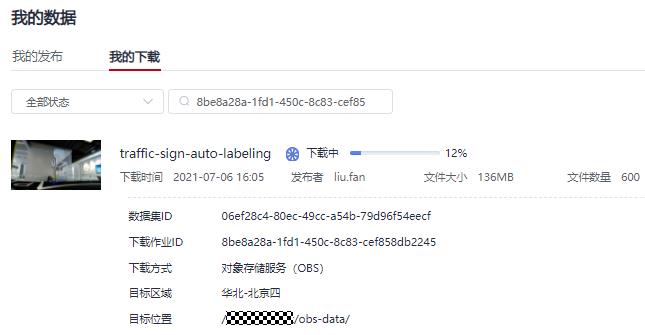 我的数据
我的发布 我的下载
全部状态 8be8a28a-1fd1-450c-8c83-cef85
traffic-sign-auto-labeling 下载中 12%
下载时间 2021-07-06 16:05 发布者 liu.fan 文件大小 136MB 文件数量 600
数据集ID 06ef28c4-80ec-49cc-a54b-79d96f54eecf
下载作业ID 8be8a28a-1fd1-450c-8c83-cef858db2245
下载方式 对象存储服务（OBS）
目标区域 华北-北京四
目标位置 / /obs-data/